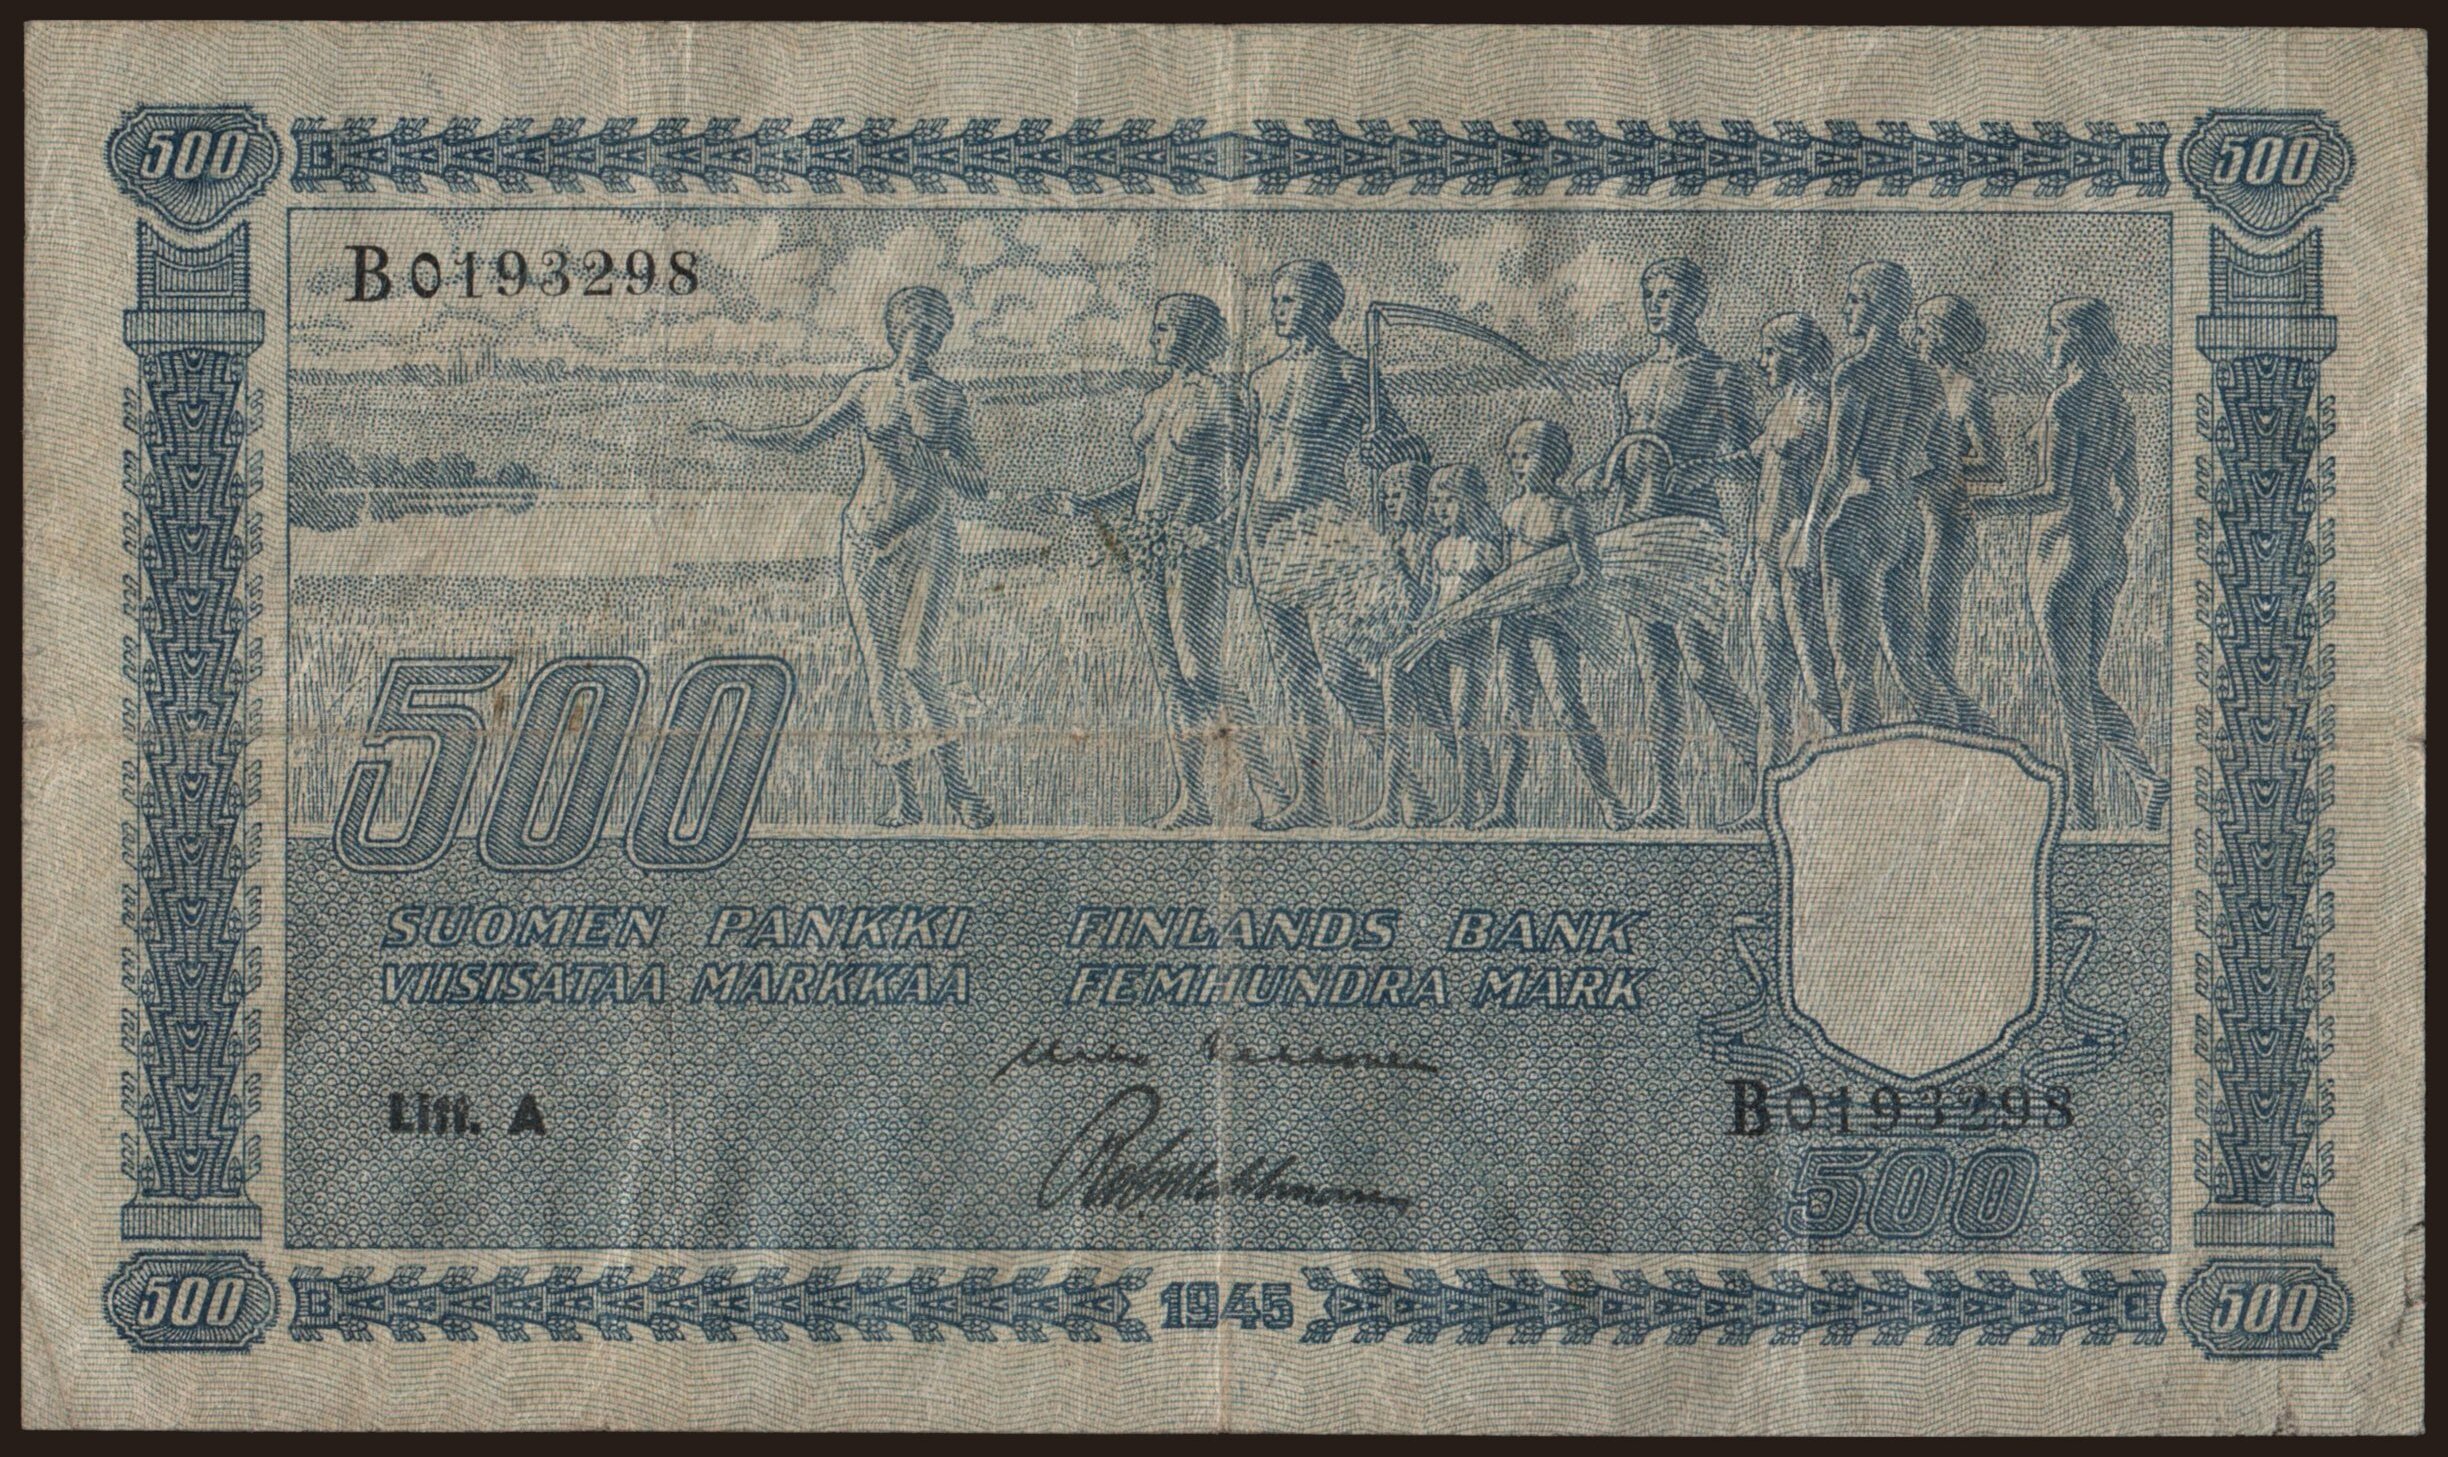 500 500
B0193298
500
SUOMEN PANKKI FINLANDS BANK
VIISISATAA MARKKAA FEMHUNDRA MARK
Litt. A
B0193298
500
500 1945 500